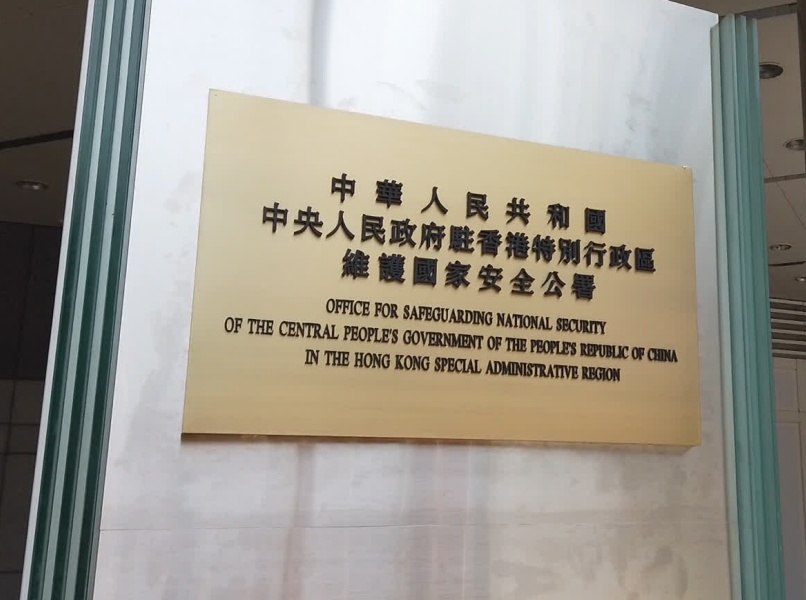 中華人民共和國
中央人民政府駐香港特別行政區
維護國家安全公署
OFFICE FOR SAFEGUARDING NATIONAL SECURITY
OF THE CENTRAL PEOPLE'S GOVERNMENT OF THE PEOPLE'S REPUBLIC OF CHINA
IN THE HONG KONG SPECIAL ADMINISTRATIVE REGION